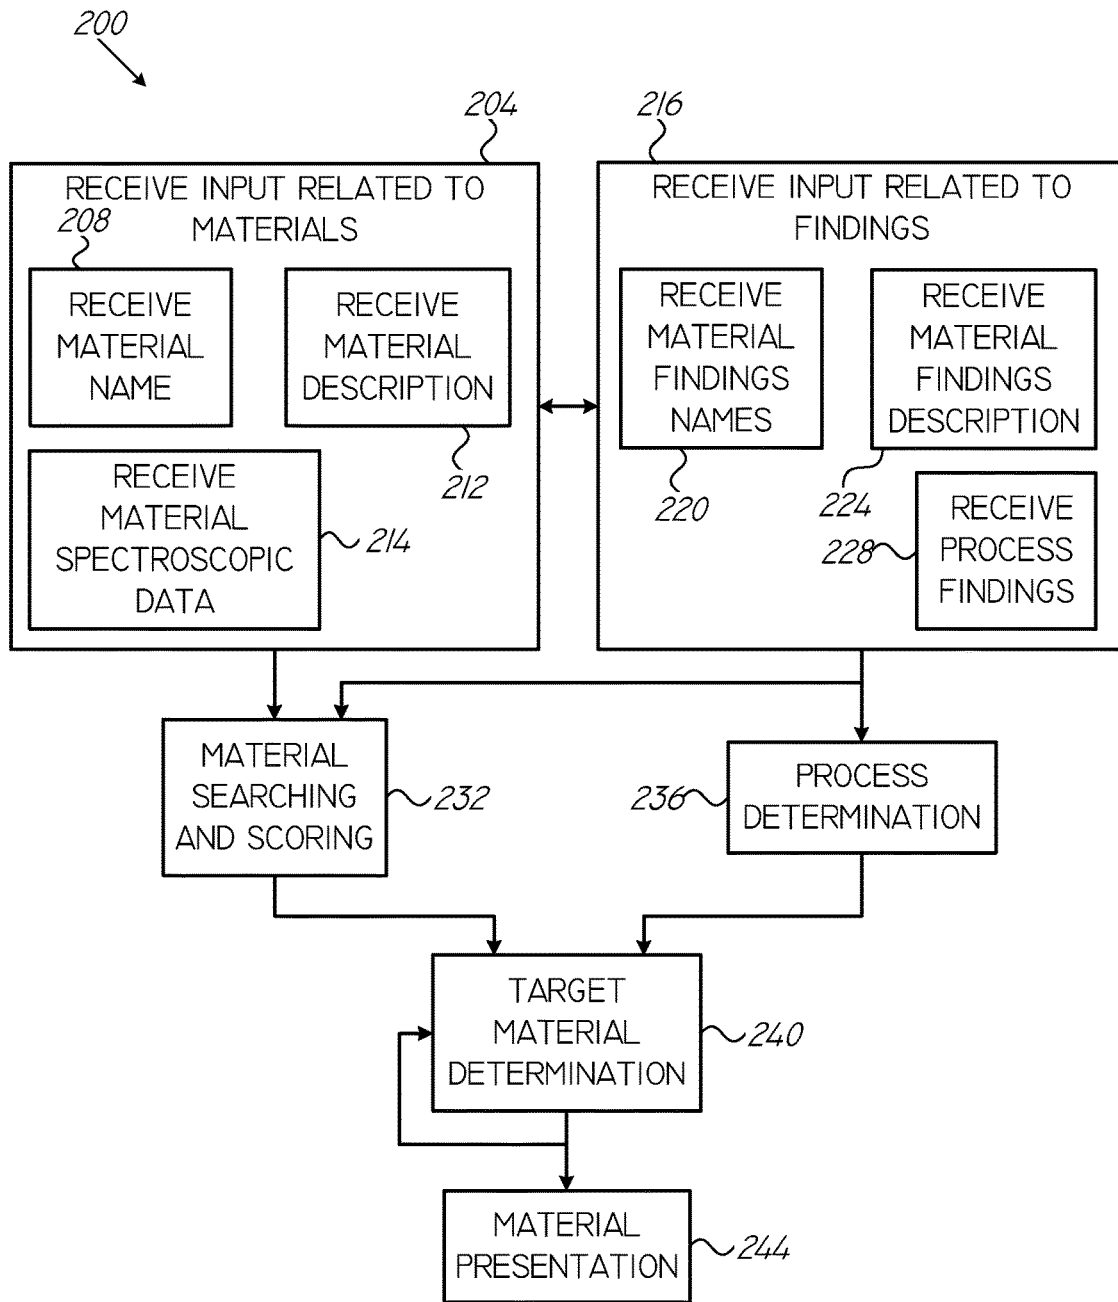 200
204
RECEIVE INPUT RELATED TO
MATERIALS
208
RECEIVE
MATERIAL
NAME
RECEIVE
MATERIAL
DESCRIPTION
212
RECEIVE
MATERIAL
SPECTROSCOPIC
DATA
214
216
RECEIVE INPUT RELATED TO
FINDINGS
RECEIVE
MATERIAL
FINDINGS
NAMES
220
RECEIVE
MATERIAL
FINDINGS
DESCRIPTION
224
228
RECEIVE
PROCESS
FINDINGS
MATERIAL
SEARCHING
AND SCORING
232
236
PROCESS
DETERMINATION
TARGET
MATERIAL
DETERMINATION
240
MATERIAL
PRESENTATION
244